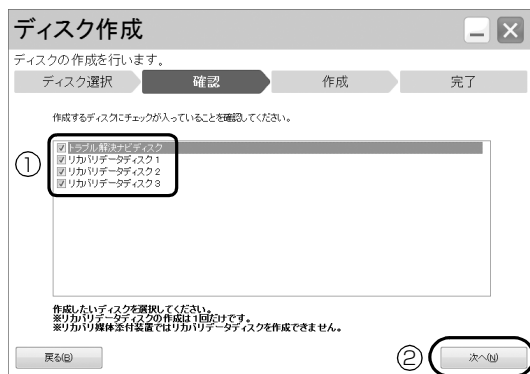 ディスク作成
ディスクの作成を行います。
ディスク選択 確認 作成 完了
作成するディスクにチェックが入っていることを確認してください。
①
トラブル解決ナビディスク
リカバリデータディスク1
リカバリデータディスク2
リカバリデータディスク3
作成したいディスクを選択してください。
※リカバリデータディスクの作成は1回だけです。
※リカバリ媒体添付装置ではリカバリデータディスクを作成できません。
戻る(B) ② 次へ(N)